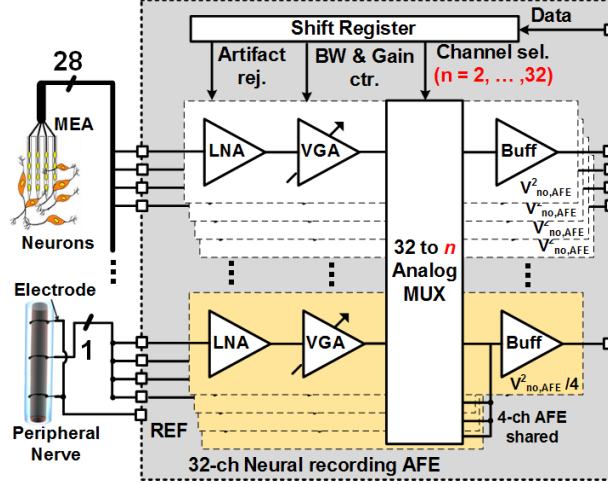 Shift Register
Data
28
Artifact
rej.
BW & Gain
ctr.
Channel sel.
(n = 2, … ,32)
MEA
LNA
VGA
Buff
V²no,AFE
V²no,AFE
V²no,AFE
V²no,AFE
Neurons
32 to n
Analog
MUX
Electrode
1
LNA
VGA
Buff
V²no,AFE /4
REF
4-ch AFE
shared
Peripheral
Nerve
32-ch Neural recording AFE